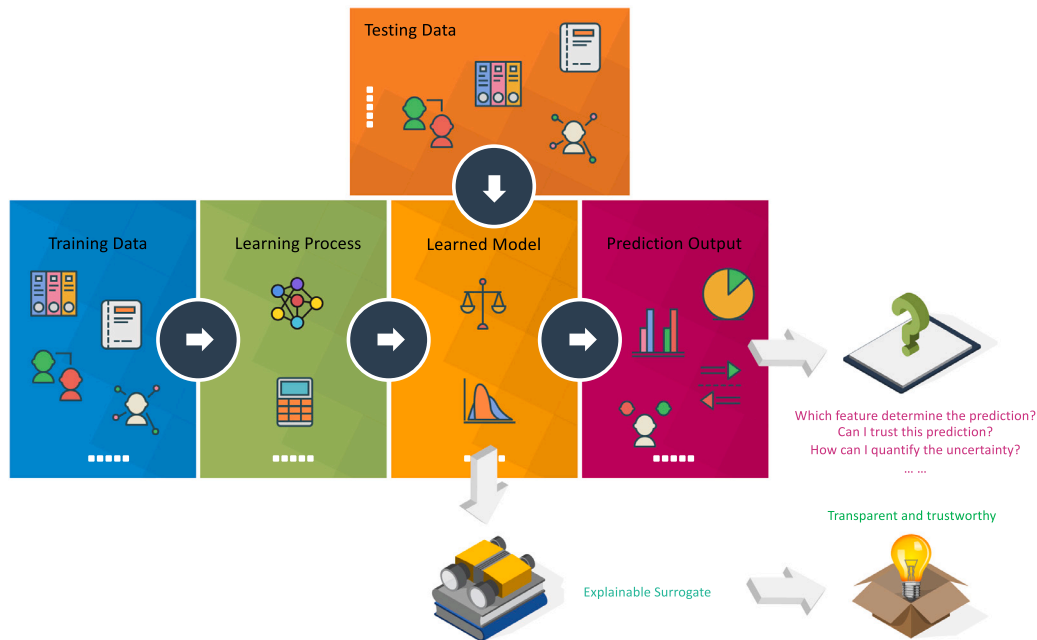 Testing Data
Training Data
Learning Process
Learned Model
Prediction Output
Which feature determine the prediction?
Can I trust this prediction?
How can I quantify the uncertainty?
... ...
Transparent and trustworthy
Explainable Surrogate